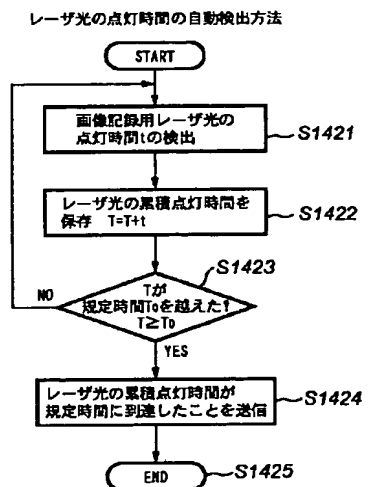 レーザ光の点灯時間の自動検出方法
START
画像記録用レーザ光の
点灯時間tの検出
S1421
レーザ光の累積点灯時間を
保存 T=T+t
S1422
S1423
Tが
規定時間T0を越えた?
T≧T0
NO
YES
レーザ光の累積点灯時間が
規定時間に到達したことを送信
S1424
END
S1425